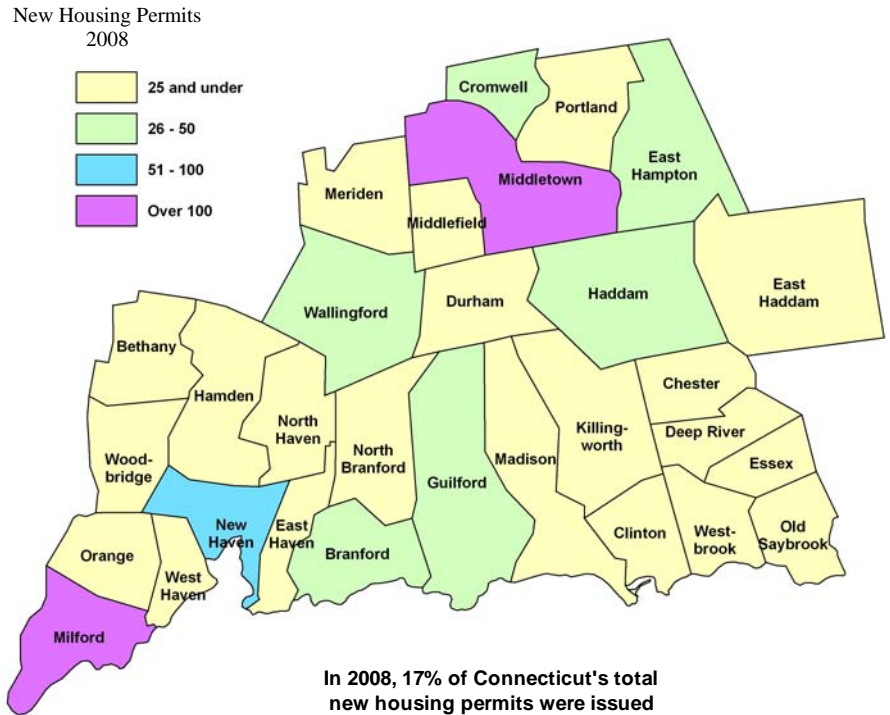 New Housing Permits
2008
25 and under
26 - 50
51 - 100
Over 100
Cromwell
Portland
East
Hampton
Middletown
Meriden
Middlefield
Wallingford
Durham
Haddam
East
Haddam
Bethany
Hamden
North
Haven
Wood-
bridge
North
Branford
Guilford
Madison
Killing-
worth
Chester
Deep River
Essex
Orange
West
Haven
New
Haven
East
Haven
Branford
Clinton
West-
brook
Old
Saybrook
Milford
In 2008, 17% of Connecticut's total
new housing permits were issued